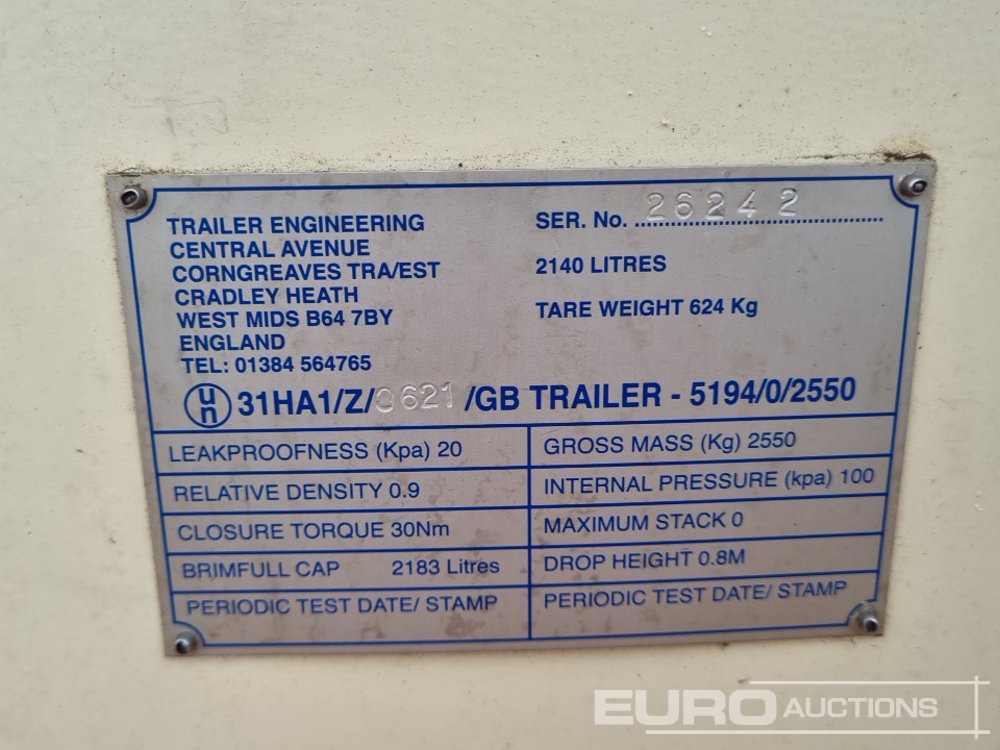 TRAILER ENGINEERING
CENTRAL AVENUE
CORNGREAVES TRA/EST
CRADLEY HEATH
WEST MIDS B64 7BY
ENGLAND
TEL: 01384 564765
SER. No. 26242
2140 LITRES
TARE WEIGHT 624 Kg
un 31HA1/Z/0621/GB TRAILER - 5194/0/2550
LEAKPROOFNESS (Kpa) 20
RELATIVE DENSITY 0.9
CLOSURE TORQUE 30Nm
BRIMFULL CAP 2183 Litres
PERIODIC TEST DATE/ STAMP
GROSS MASS (Kg) 2550
INTERNAL PRESSURE (kpa) 100
MAXIMUM STACK 0
DROP HEIGHT 0.8M
PERIODIC TEST DATE/ STAMP
EURO AUCTIONS